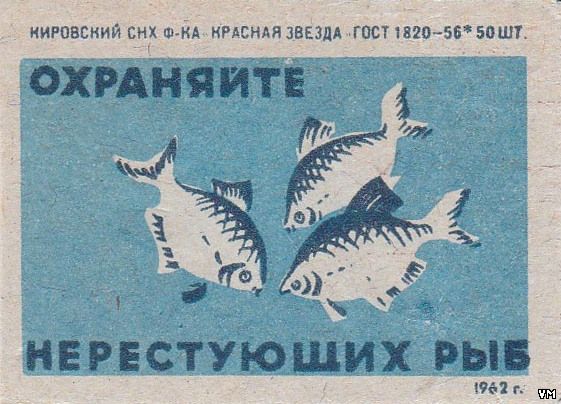 КИРОВСКИЙ СНХ Ф-КА КРАСНАЯ ЗВЕЗДА ГОСТ 1820-56* 50 ШТ.
ОХРАНЯЙТЕ
НЕРЕСТУЮЩИХ РЫБ
1962 г.
VM